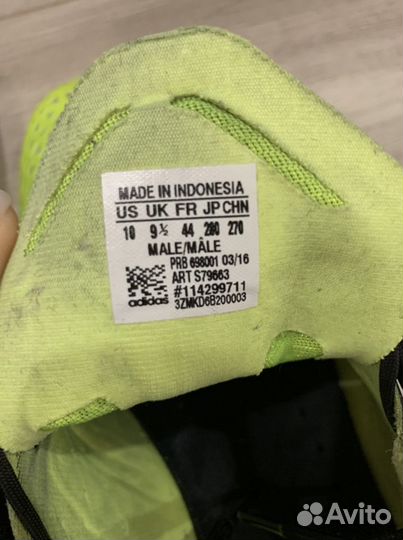 MADE IN INDONESIA
US UK FR JP CHN
10 9½ 44 280 270
MALE/MÂLE
PRB 698001 03/16
ART S79663
#114299711
3ZMKD6B200003
adidas
Avito